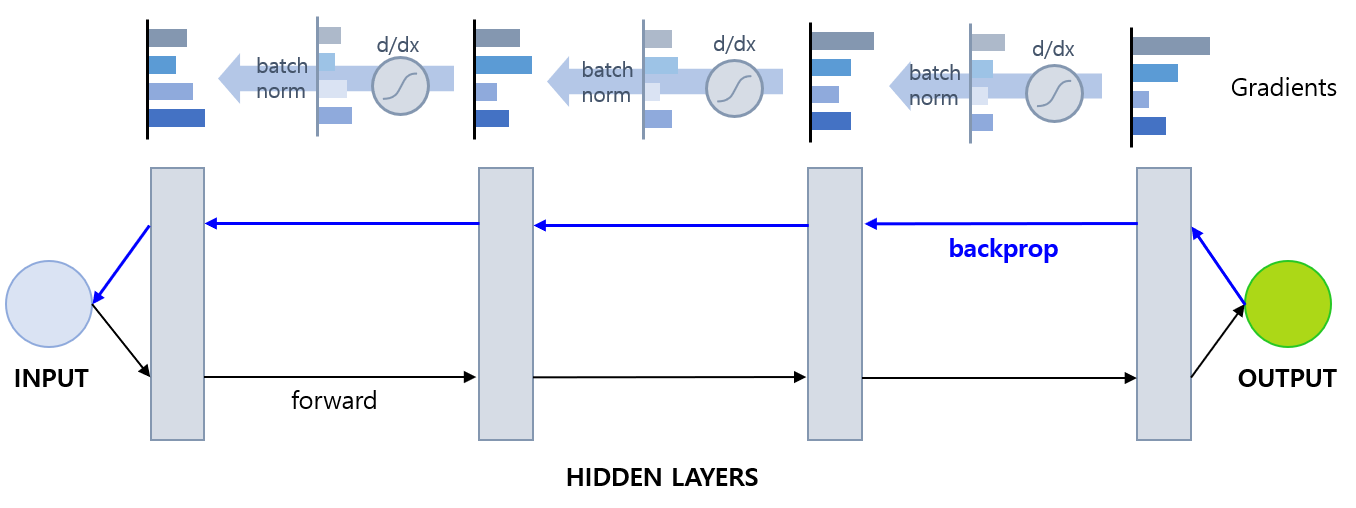 d/dx
batch
norm
d/dx
batch
norm
d/dx
batch
norm
Gradients
backprop
INPUT
forward
OUTPUT
HIDDEN LAYERS